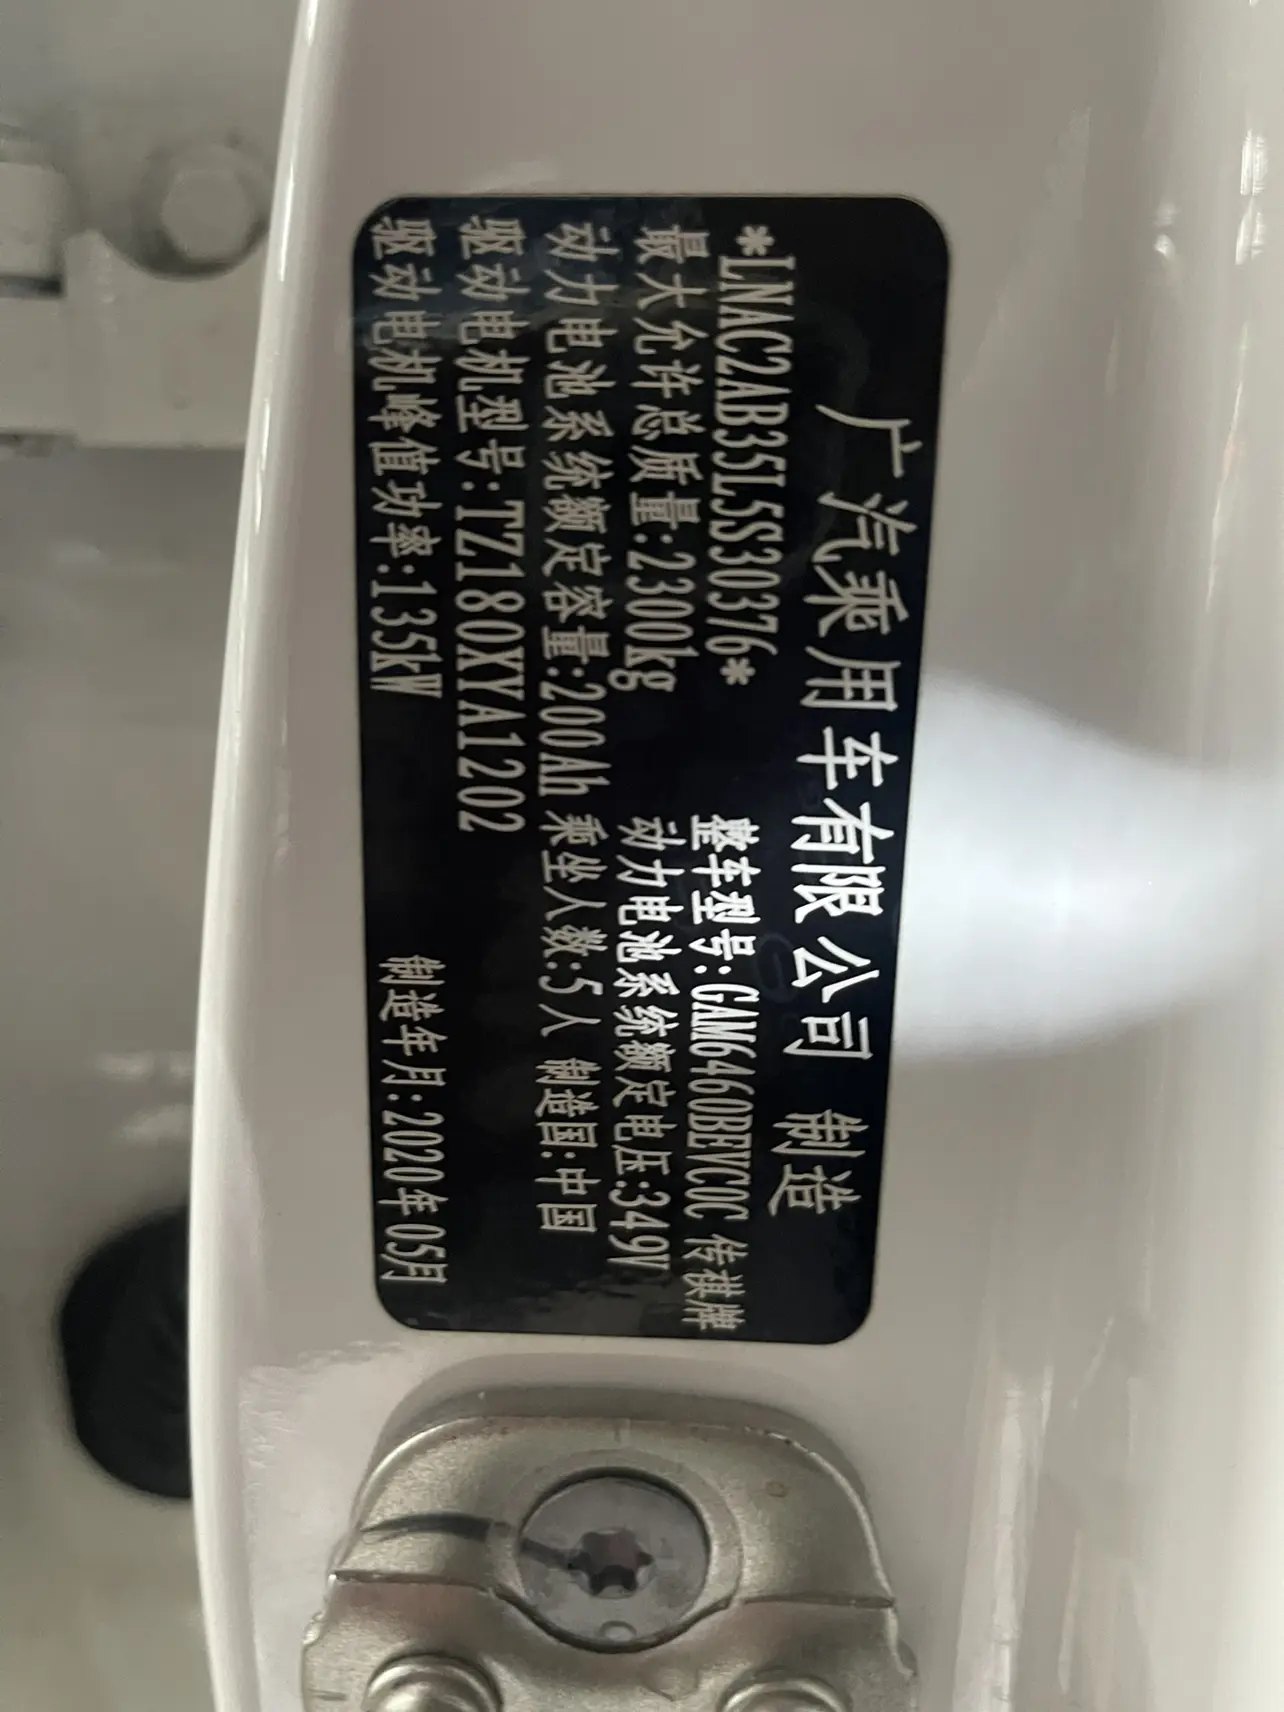 广汽乘用车有限公司 制造
*LNAC2AB35L5S30376* 整车型号:GAM6460BEVC0C 传祺牌
最大允许总质量:2300kg 动力电池系统额定电压:349V
动力电池系统额定容量:200Ah 乘坐人数:5人 制造国:中国
驱动电机型号:TZ180XYA1202
驱动电机峰值功率:135kW 制造年月:2020年05月